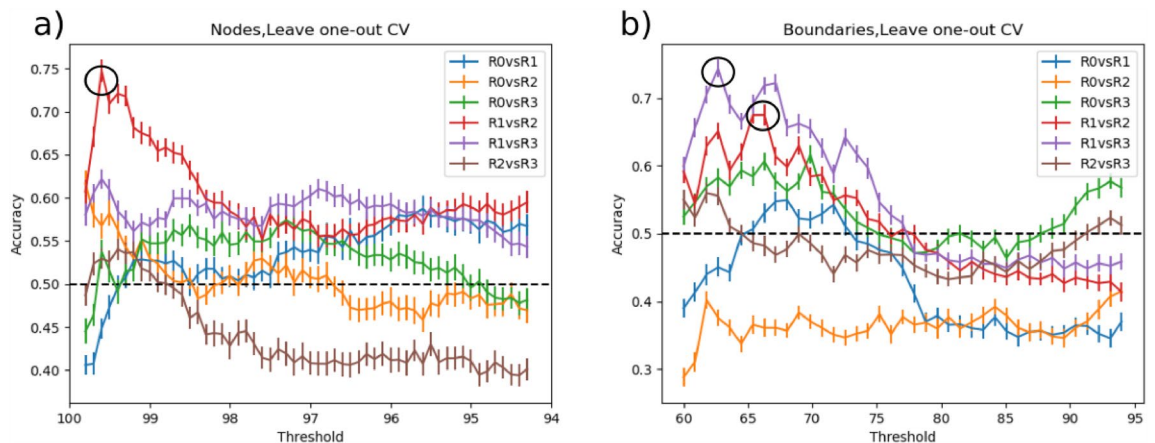 a)
Nodes,Leave one-out CV
Accuracy
0.75
0.70
0.65
0.60
0.55
0.50
0.45
0.40
R0vsR1
R0vsR2
R0vsR3
R1vsR2
R1vsR3
R2vsR3
100
99
98
97
96
95
94
Threshold
b)
Boundaries,Leave one-out CV
Accuracy
0.7
0.6
0.5
0.4
0.3
R0vsR1
R0vsR2
R0vsR3
R1vsR2
R1vsR3
R2vsR3
60
65
70
75
80
85
90
95
Threshold